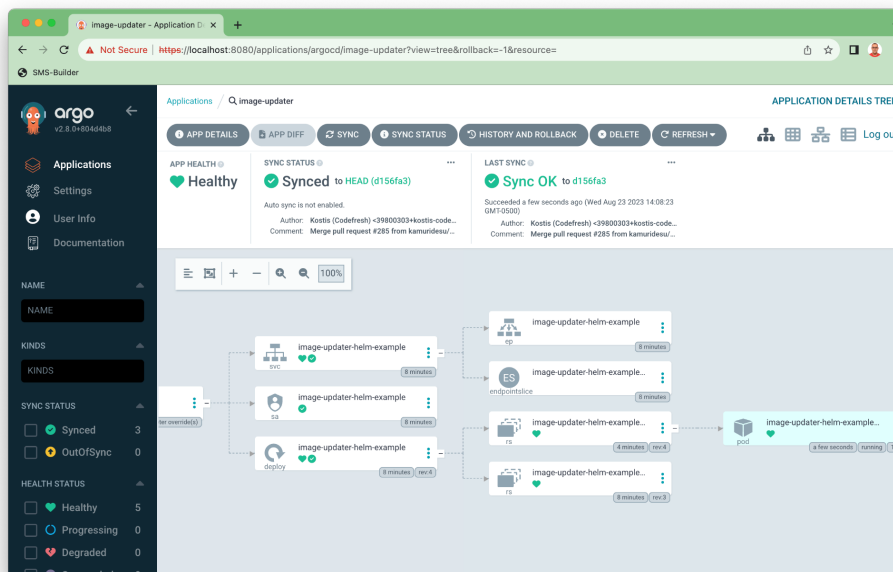 image-updater - Application D
Not Secure | https://localhost:8080/applications/argocd/image-updater?view=tree&rollback=-1&resource=
SMS-Builder
argo
v2.8.0+804d4b8
Applications
Settings
User Info
Documentation
NAME
NAME
KINDS
KINDS
SYNC STATUS
Synced 3
OutOfSync 0
HEALTH STATUS
Healthy 5
Progressing 0
Degraded 0
Applications / image-updater
APPLICATION DETAILS TREE
APP DETAILS
APP DIFF
SYNC
SYNC STATUS
HISTORY AND ROLLBACK
DELETE
REFRESH
Log ou
APP HEALTH
Healthy
SYNC STATUS
Synced to HEAD (d156fa3)
Auto sync is not enabled.
Author: Kostis (Codefresh) <39800303+kostis-code...
Comment: Merge pull request #285 from kamuridesu/...
LAST SYNC
Sync OK to d156fa3
Succeeded a few seconds ago (Wed Aug 23 2023 14:08:23
GMT-0500)
Author: Kostis (Codefresh) <39800303+kostis-code...
Comment: Merge pull request #285 from kamuridesu/...
100%
ter override(s)
image-updater-helm-example
svc
8 minutes
image-updater-helm-example
sa
8 minutes
image-updater-helm-example
deploy
8 minutes rev:4
image-updater-helm-example
ep
8 minutes
ES
image-updater-helm-example...
endpointslice
8 minutes
image-updater-helm-example...
rs
4 minutes rev:4
image-updater-helm-example...
rs
8 minutes rev:3
image-updater-helm-example...
pod
a few seconds running